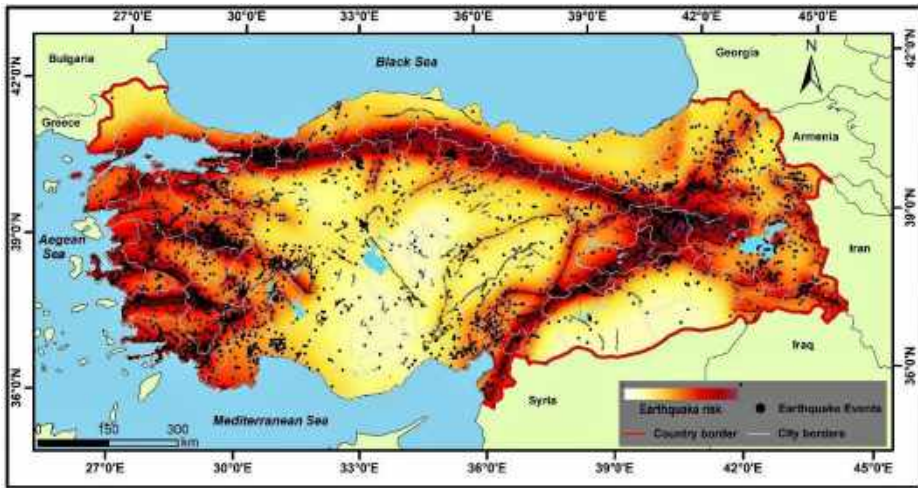 27°0'E 30°0'E 33°0'E 36°0'E 39°0'E 42°0'E 45°0'E
Bulgaria
Georgia
N
Black Sea
42°0'N
42°0'N
Greece
Armenia
39°0'N
39°0'N
Aegean
Sea
Iran
Iraq
36°0'N
36°0'N
Syria
Mediterranean Sea
Earthquake risk
Earthquake Events
Country border
City borders
0 150 300
km
27°0'E 30°0'E 33°0'E 36°0'E 39°0'E 42°0'E 45°0'E